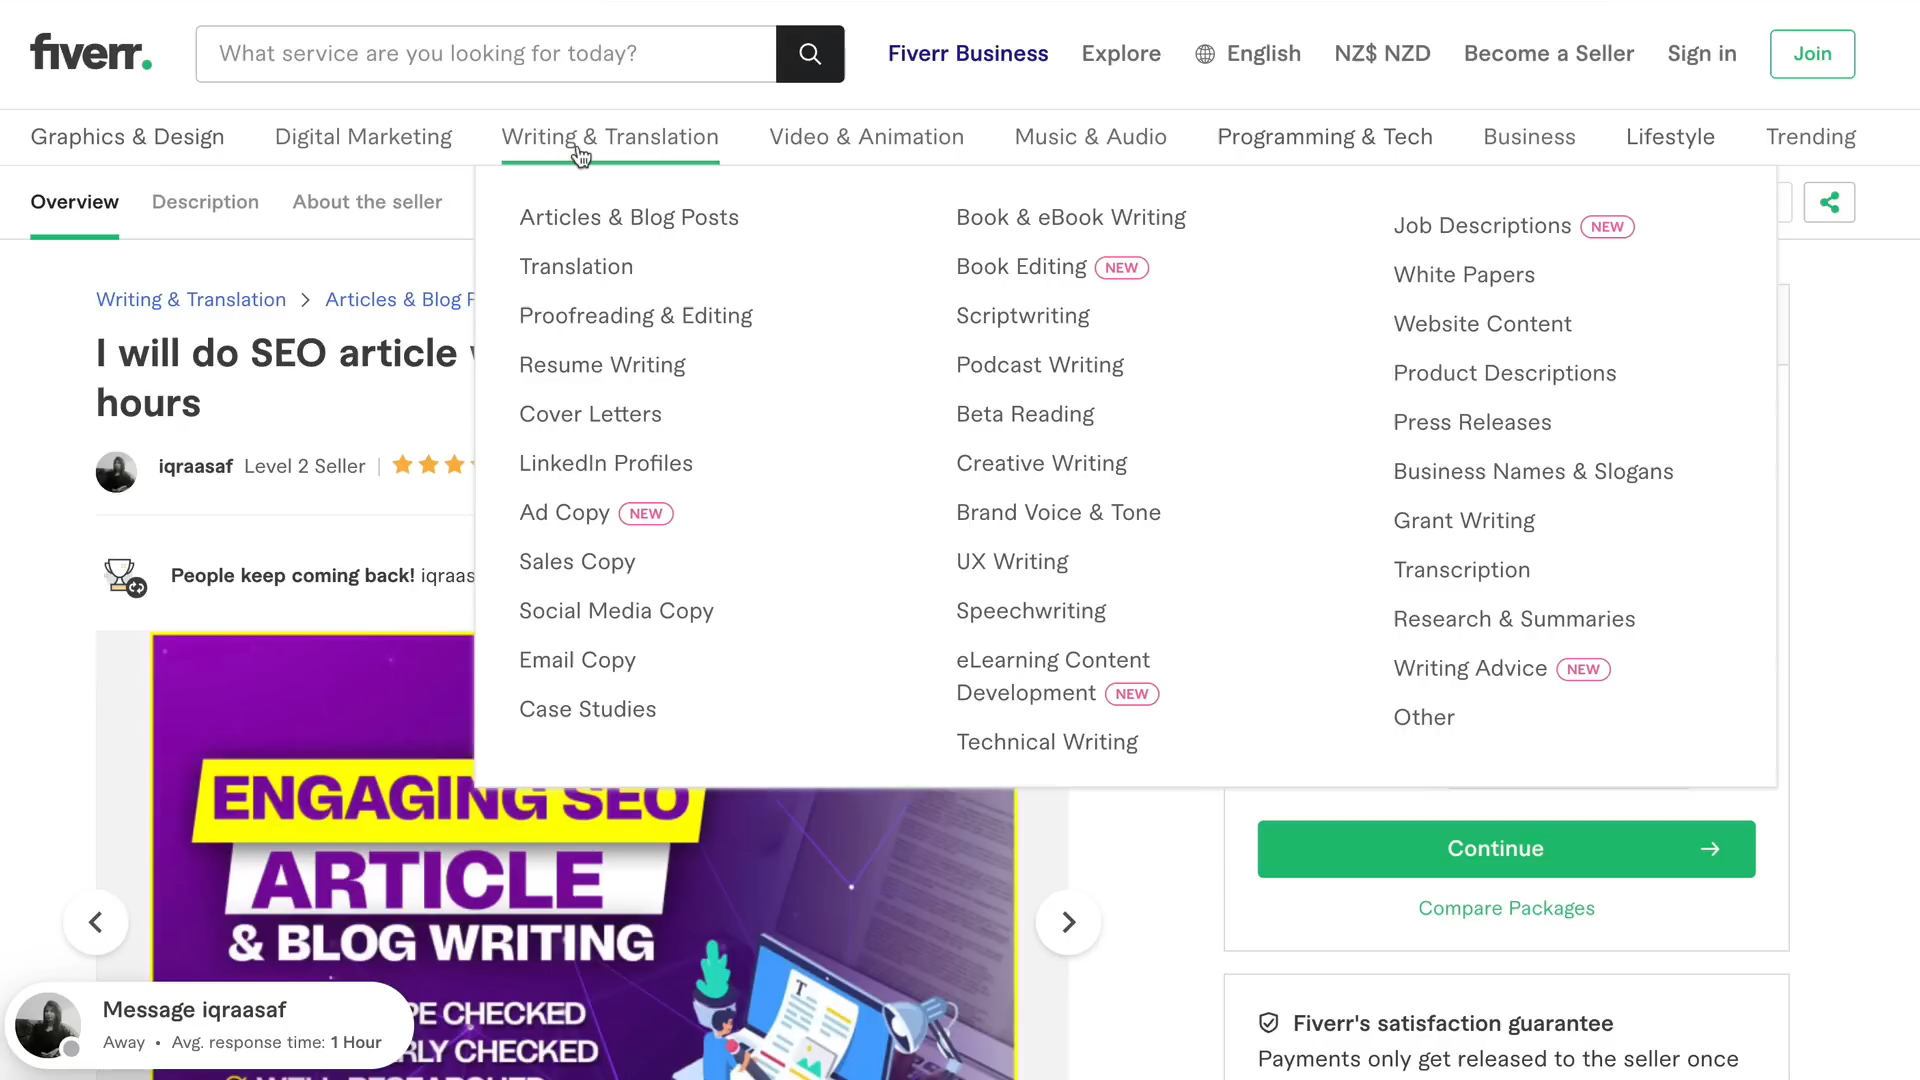 fiverr.
What service are you looking for today?
Fiverr Business
Explore
English
NZ$ NZD
Become a Seller
Sign in
Join
Graphics & Design
Digital Marketing
Writing & Translation
Video & Animation
Music & Audio
Programming & Tech
Business
Lifestyle
Trending
Overview
Description
About the seller
Articles & Blog Posts
Translation
Proofreading & Editing
Resume Writing
Cover Letters
LinkedIn Profiles
Ad Copy NEW
Sales Copy
Social Media Copy
Email Copy
Case Studies
Book & eBook Writing
Book Editing NEW
Scriptwriting
Podcast Writing
Beta Reading
Creative Writing
Brand Voice & Tone
UX Writing
Speechwriting
eLearning Content
Development NEW
Technical Writing
Job Descriptions NEW
White Papers
Website Content
Product Descriptions
Press Releases
Business Names & Slogans
Grant Writing
Transcription
Research & Summaries
Writing Advice NEW
Other
Writing & Translation > Articles & Blog
I will do SEO article
hours
iqraasaf Level 2 Seller
People keep coming back! iqraas
ENGAGING SEO
ARTICLE
& BLOG WRITING
PE CHECKED
RLY CHECKED
Message iqraasaf
Away • Avg. response time: 1 Hour
Continue
Compare Packages
Fiverr's satisfaction guarantee
Payments only get released to the seller once